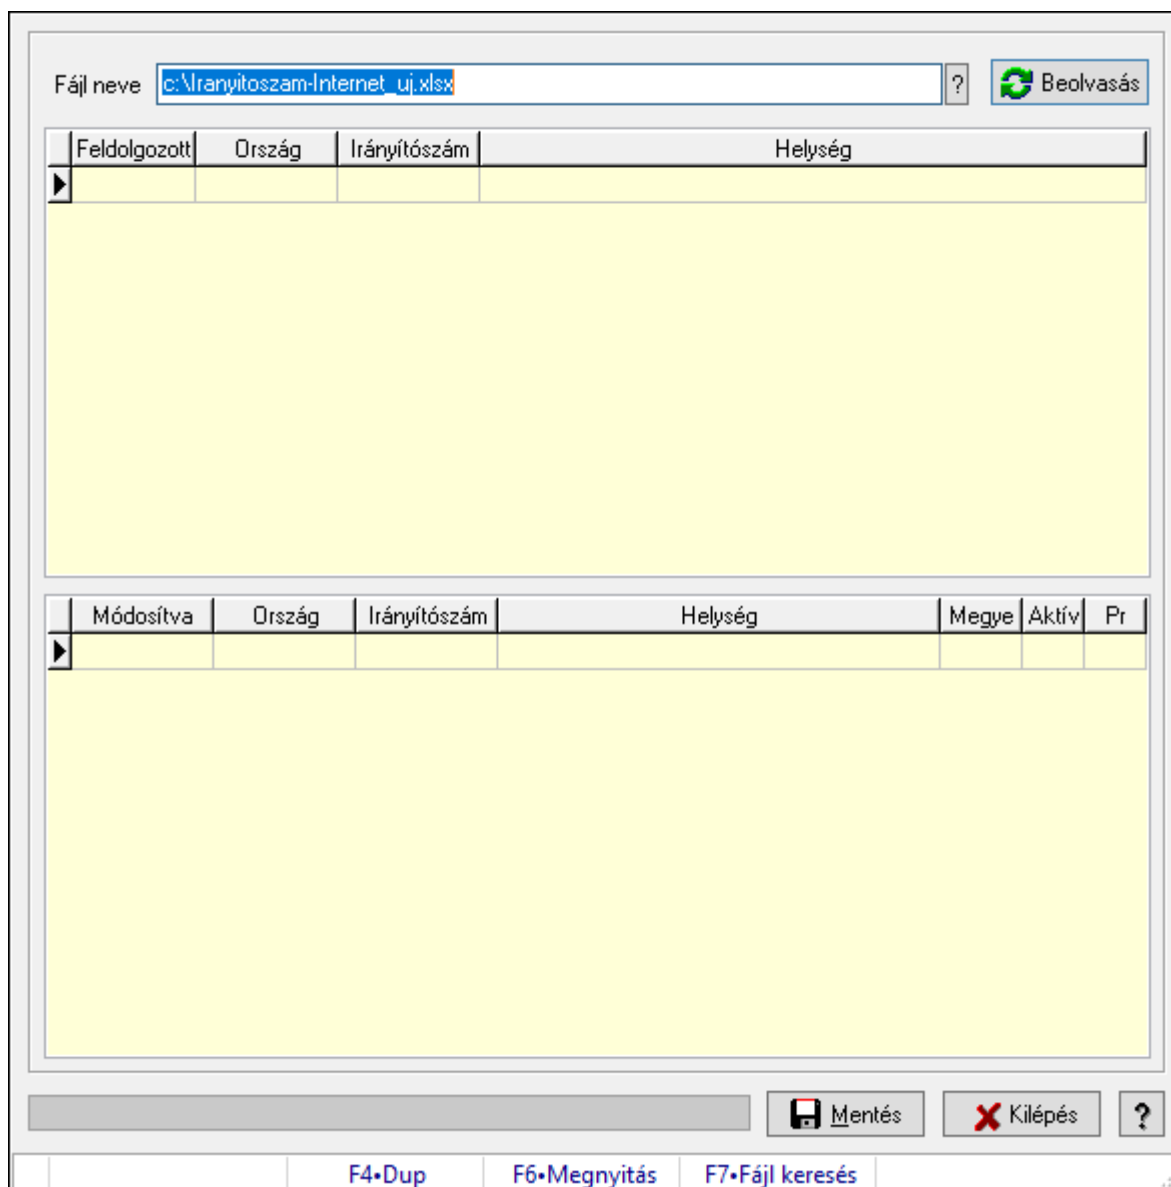 Fájl neve c:\Iranyitoszam-Internet_uj.xlsx ? Beolvasás
Feldolgozott Ország Irányítószám Helység
Módosítva Ország Irányítószám Helység Megye Aktív Pr
Mentés Kilépés ?
F4•Dup F6•Megnyitás F7•Fájl keresés